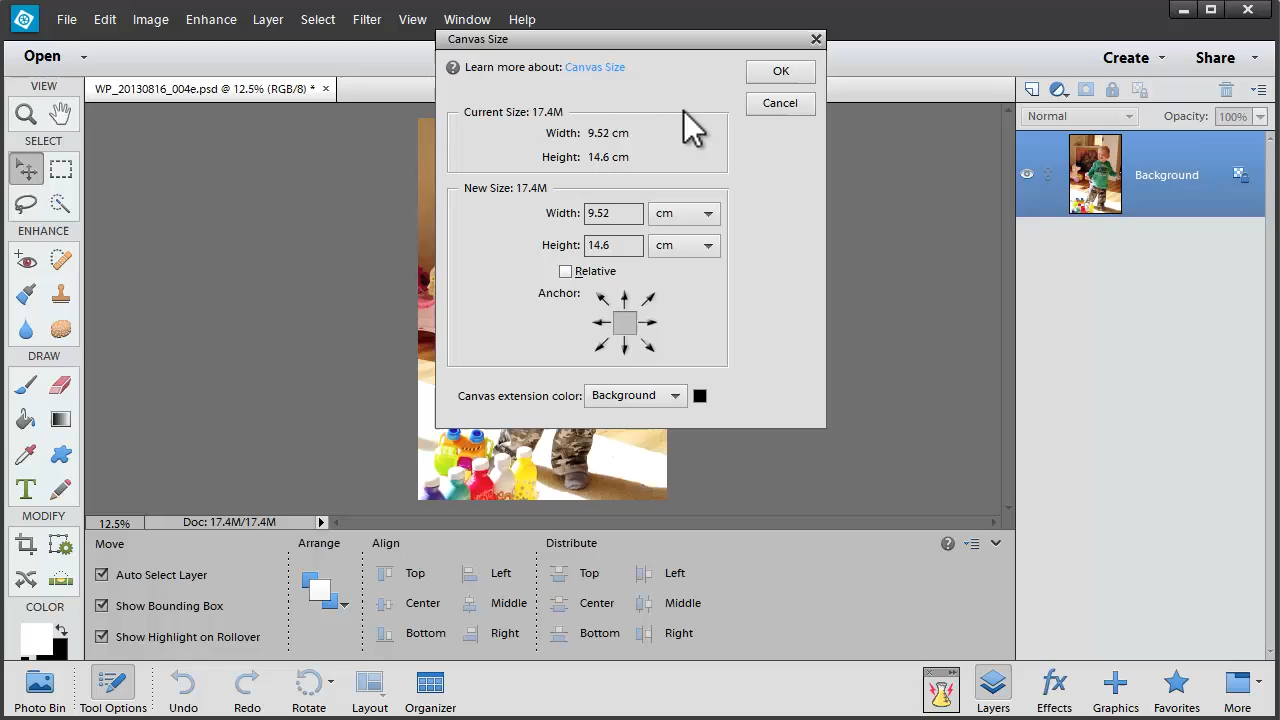 File Edit Image Enhance Layer Select Filter View Window Help
Open
Create
Share
WP_20130816_004e.psd @ 12.5% (RGB/8) *
Canvas Size
Learn more about: Canvas Size
OK
Cancel
Current Size: 17.4M
Width: 9.52 cm
Height: 14.6 cm
New Size: 17.4M
Width: 9.52 cm
Height: 14.6 cm
Relative
Anchor:
Canvas extension color: Background
Normal
Opacity: 100%
Background
VIEW
SELECT
ENHANCE
DRAW
MODIFY
COLOR
12.5% Doc: 17.4M/17.4M
Move
Auto Select Layer
Show Bounding Box
Show Highlight on Rollover
Arrange
Align
Top Left
Center Middle
Bottom Right
Distribute
Top Left
Center Middle
Bottom Right
Photo Bin Tool Options Undo Redo Rotate Layout Organizer
Layers Effects Graphics Favorites More